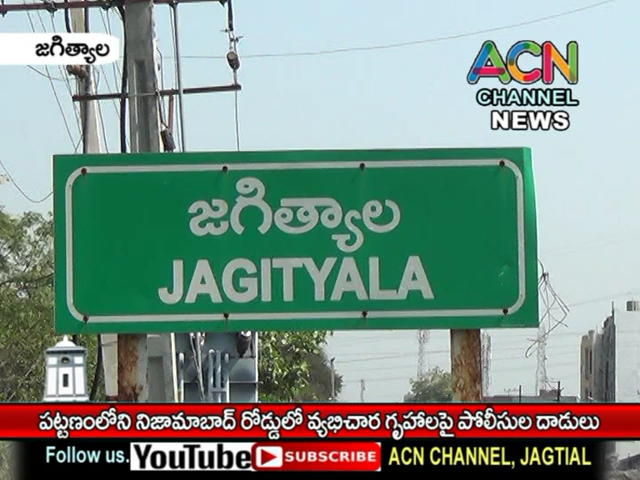 జగిత్యాల
ACN
CHANNEL
NEWS
జగిత్యాల
JAGITYALA
పట్టణంలోని నిజామాబాద్ రోడ్డులో వ్యభిచార గృహాలపై పోలీసుల దాడులు
Follow us. YouTube SUBSCRIBE ACN CHANNEL, JAGTIAL